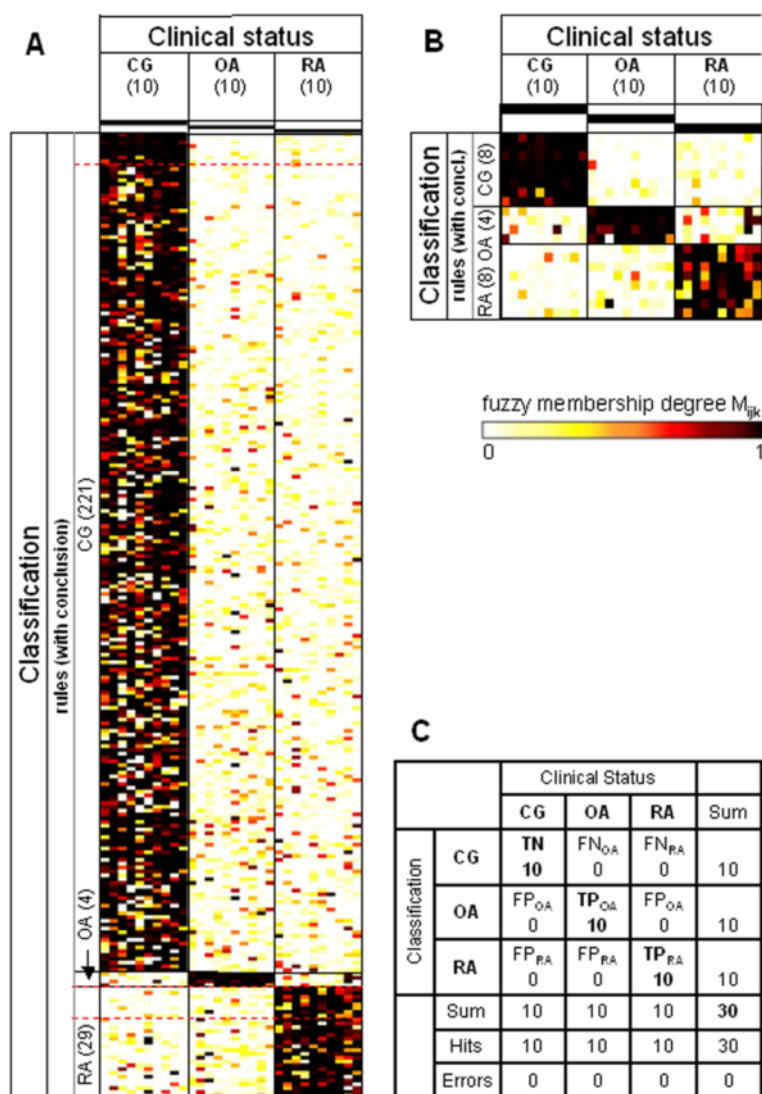 A
Clinical status
CG OA RA
(10) (10) (10)
Classification
rules (with conclusion)
CG (221)
OA (4)
RA (29)
B
Clinical status
CG OA RA
(10) (10) (10)
Classification
rules (with concl.)
CG (8)
OA (4)
RA (8)
fuzzy membership degree Mijk
0 1
C
Clinical Status
CG OA RA Sum
Classification
CG TN FNOA FNRA
10 0 0 10
OA FPOA TPOA FPOA
0 10 0 10
RA FPRA FPRA TPRA
0 0 10 10
Sum 10 10 10 30
Hits 10 10 10 30
Errors 0 0 0 0